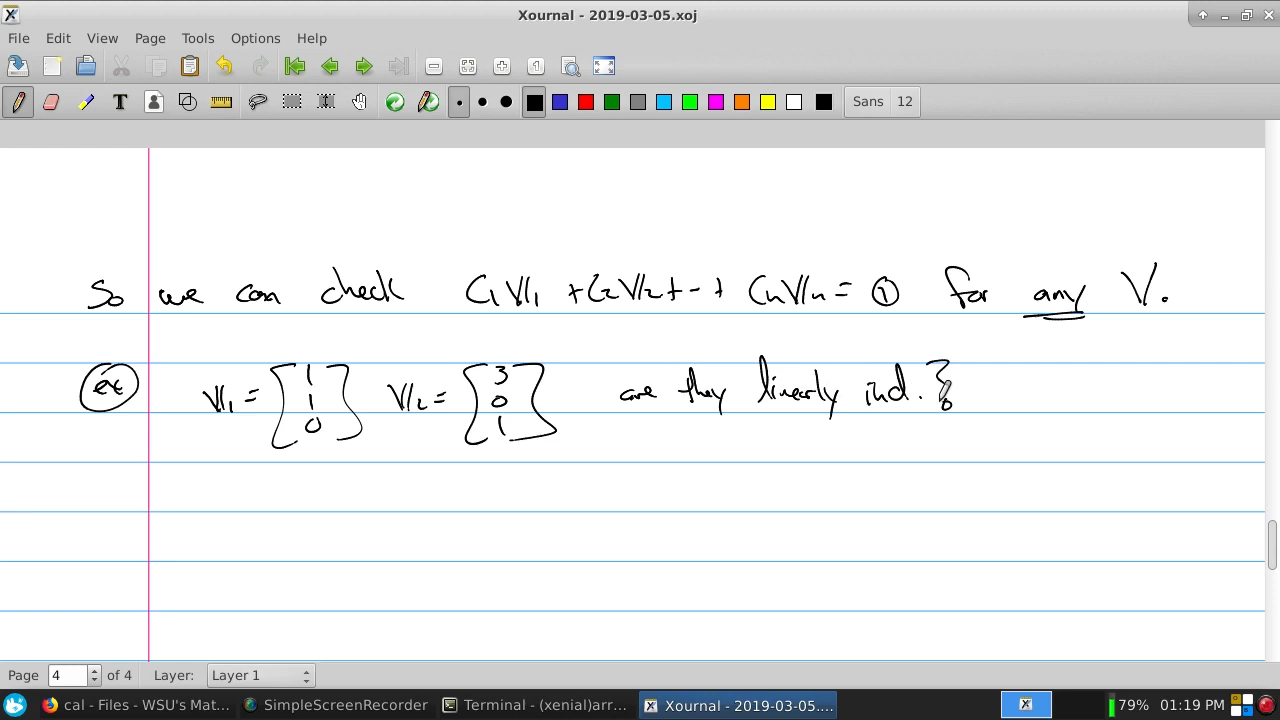 Xournal - 2019-03-05.xoj
File Edit View Page Tools Options Help
Sans 12
So we can check C₁V₁ + C₂V₂ + ⋯ + CₙVₙ = 0 for any V.
ex V₁ = [1 1 0] V₂ = [3 0 1] are they linearly ind. ?
Page 4 of 4 Layer: Layer 1
cal - Files - WSU's Mat... SimpleScreenRecorder Terminal - (xenial)arr... Xournal - 2019-03-05.... 79% 01:19 PM